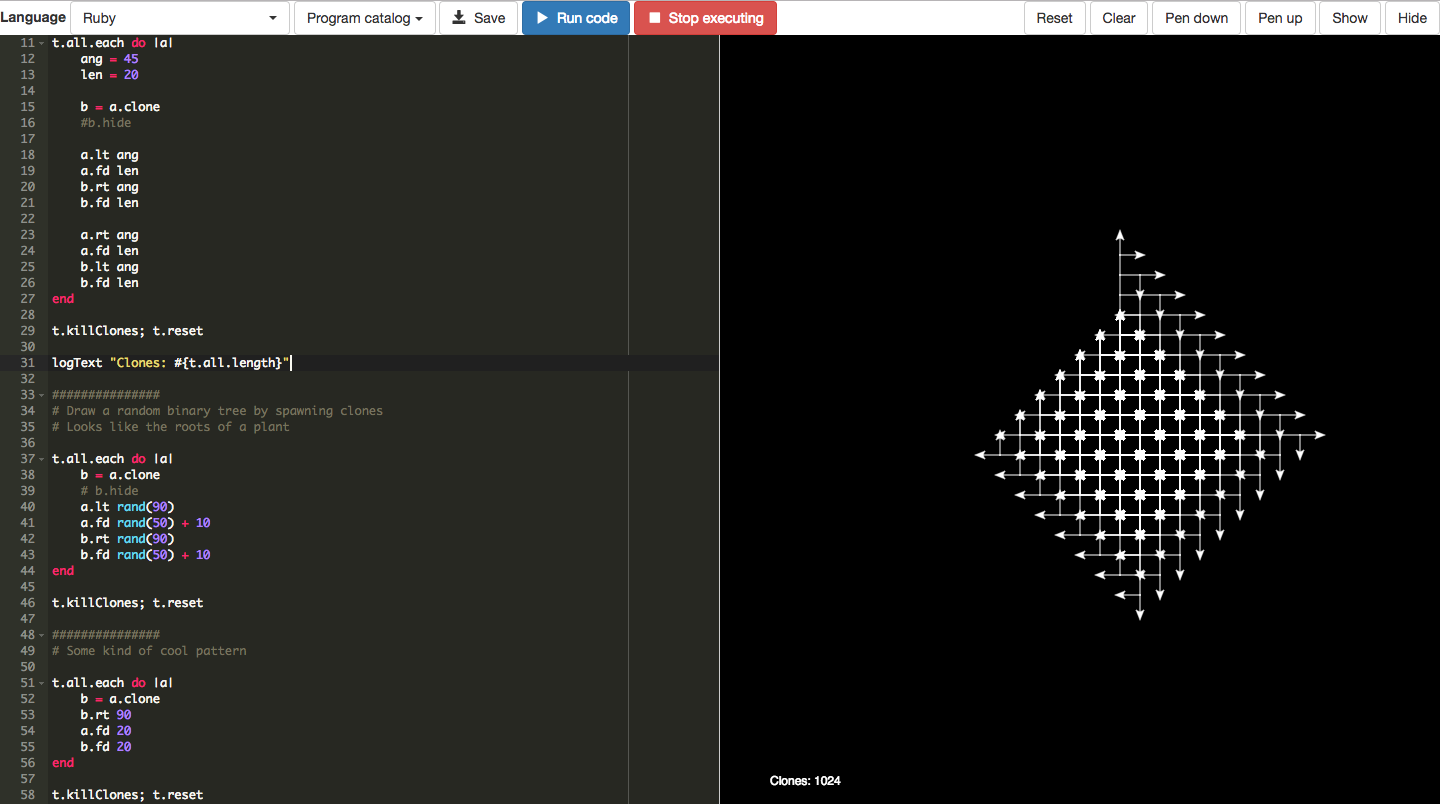 Language Ruby Program catalog Save Run code Stop executing Reset Clear Pen down Pen up Show Hide
11 t.all.each do |a|
12     ang = 45
13     len = 20
14
15     b = a.clone
16     #b.hide
17
18     a.lt ang
19     a.fd len
20     b.rt ang
21     b.fd len
22
23     a.rt ang
24     a.fd len
25     b.lt ang
26     b.fd len
27 end
28
29 t.killClones; t.reset
30
31 logText "Clones: #{t.all.length}"
32
33 ###############
34 # Draw a random binary tree by spawning clones
35 # Looks like the roots of a plant
36
37 t.all.each do |a|
38     b = a.clone
39     # b.hide
40     a.lt rand(90)
41     a.fd rand(50) + 10
42     b.rt rand(90)
43     b.fd rand(50) + 10
44 end
45
46 t.killClones; t.reset
47
48 ###############
49 # Some kind of cool pattern
50
51 t.all.each do |a|
52     b = a.clone
53     b.rt 90
54     a.fd 20
55     b.fd 20
56 end
57
58 t.killClones; t.reset
Clones: 1024